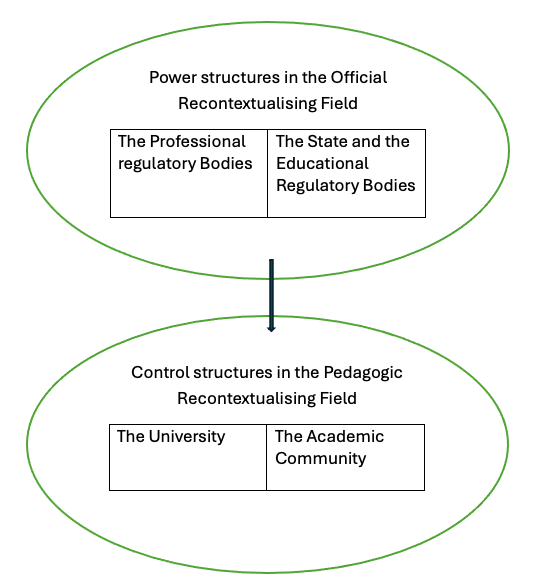 Power structures in the Official
Recontextualising Field
The Professional
regulatory Bodies
The State and the
Educational
Regulatory Bodies
Control structures in the Pedagogic
Recontextualising Field
The University
The Academic
Community